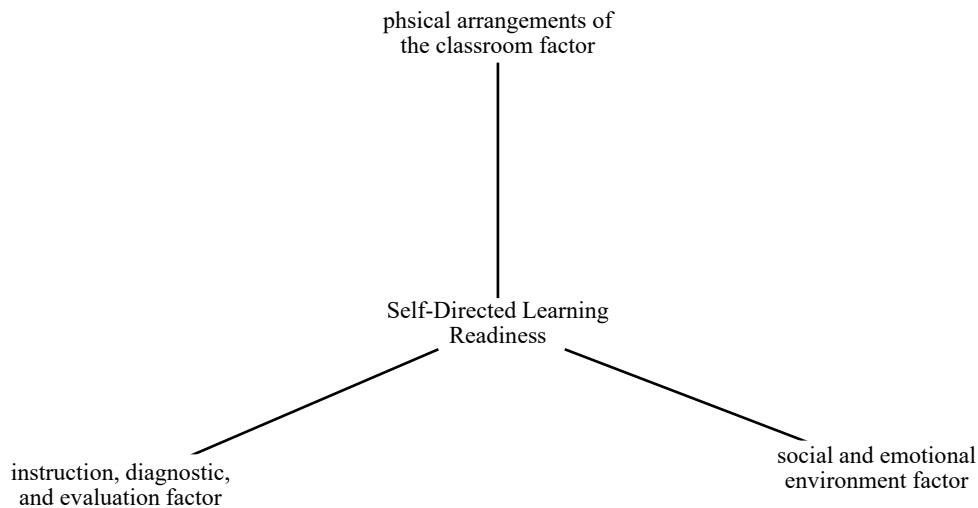 phsical arrangements of
the classroom factor
Self-Directed Learning
Readiness
instruction, diagnostic,
and evaluation factor
social and emotional
environment factor